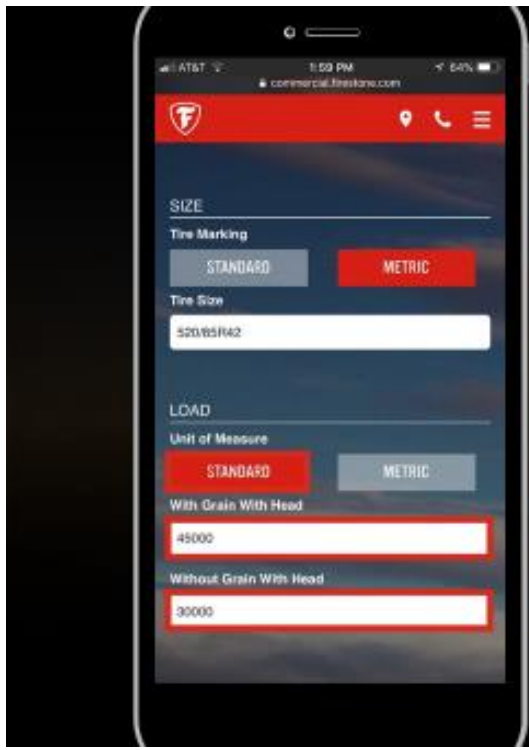 AT&T 1:59 PM 64%
commercial.firestone.com
SIZE
Tire Marking
STANDARD METRIC
Tire Size
520/85R42
LOAD
Unit of Measure
STANDARD METRIC
With Grain With Head
45000
Without Grain With Head
30000